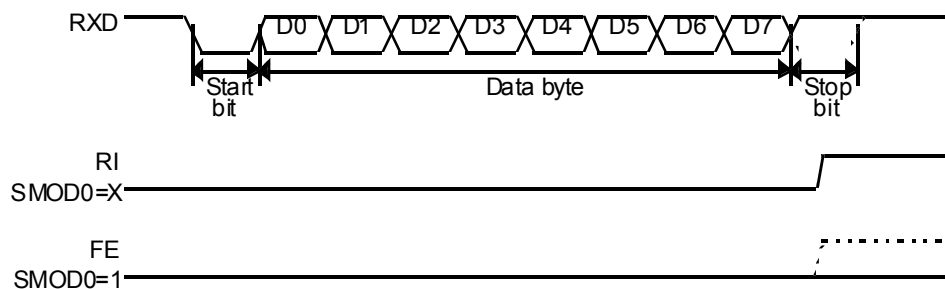 RXD
D0 D1 D2 D3 D4 D5 D6 D7
Start
bit
Data byte
Stop
bit
RI
SMOD0=X
FE
SMOD0=1